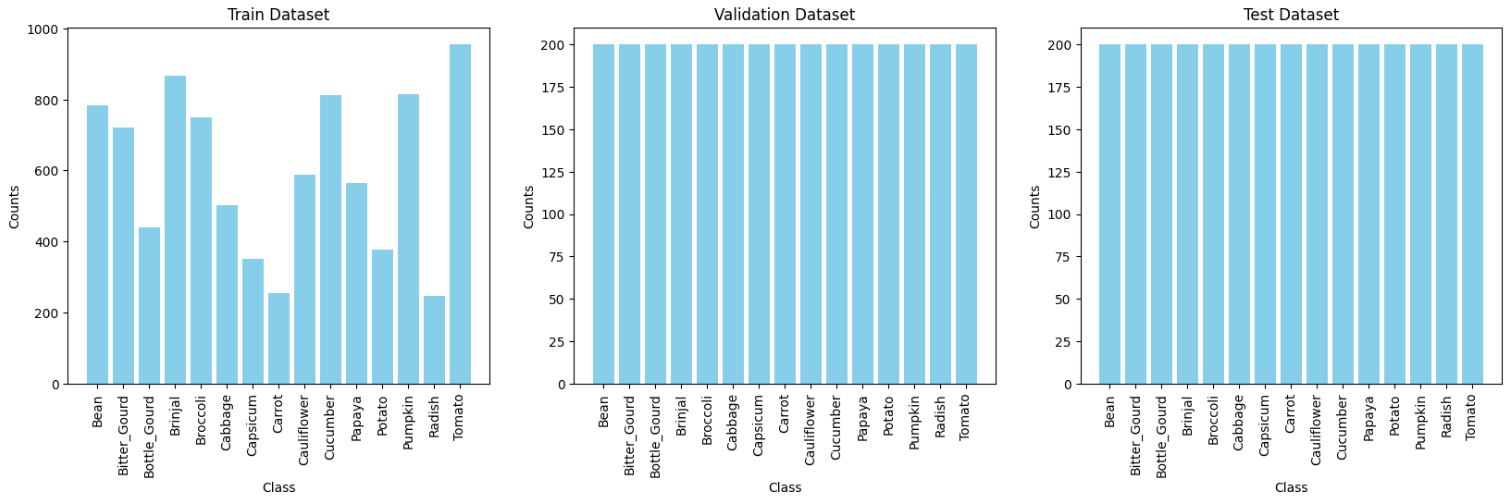 Train Dataset
Counts
1000
800
600
400
200
0
Bean
Bitter_Gourd
Bottle_Gourd
Brinjal
Broccoli
Cabbage
Capsicum
Carrot
Cauliflower
Cucumber
Papaya
Potato
Pumpkin
Radish
Tomato
Class
Validation Dataset
Counts
200
175
150
125
100
75
50
25
0
Bean
Bitter_Gourd
Bottle_Gourd
Brinjal
Broccoli
Cabbage
Capsicum
Carrot
Cauliflower
Cucumber
Papaya
Potato
Pumpkin
Radish
Tomato
Class
Test Dataset
Counts
200
175
150
125
100
75
50
25
0
Bean
Bitter_Gourd
Bottle_Gourd
Brinjal
Broccoli
Cabbage
Capsicum
Carrot
Cauliflower
Cucumber
Papaya
Potato
Pumpkin
Radish
Tomato
Class